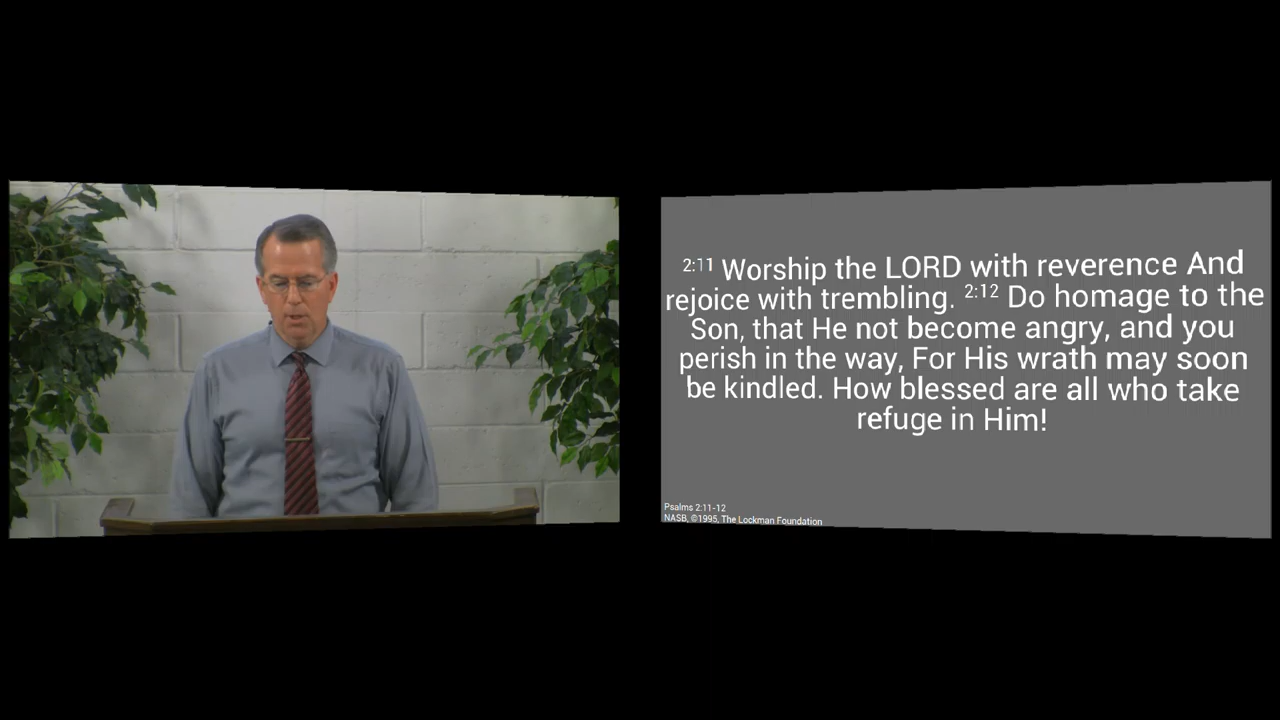 2:11 Worship the LORD with reverence And
rejoice with trembling. 2:12 Do homage to the
Son, that He not become angry, and you
perish in the way, For His wrath may soon
be kindled. How blessed are all who take
refuge in Him!
Psalms 2:11-12
NASB, ©1995, The Lockman Foundation